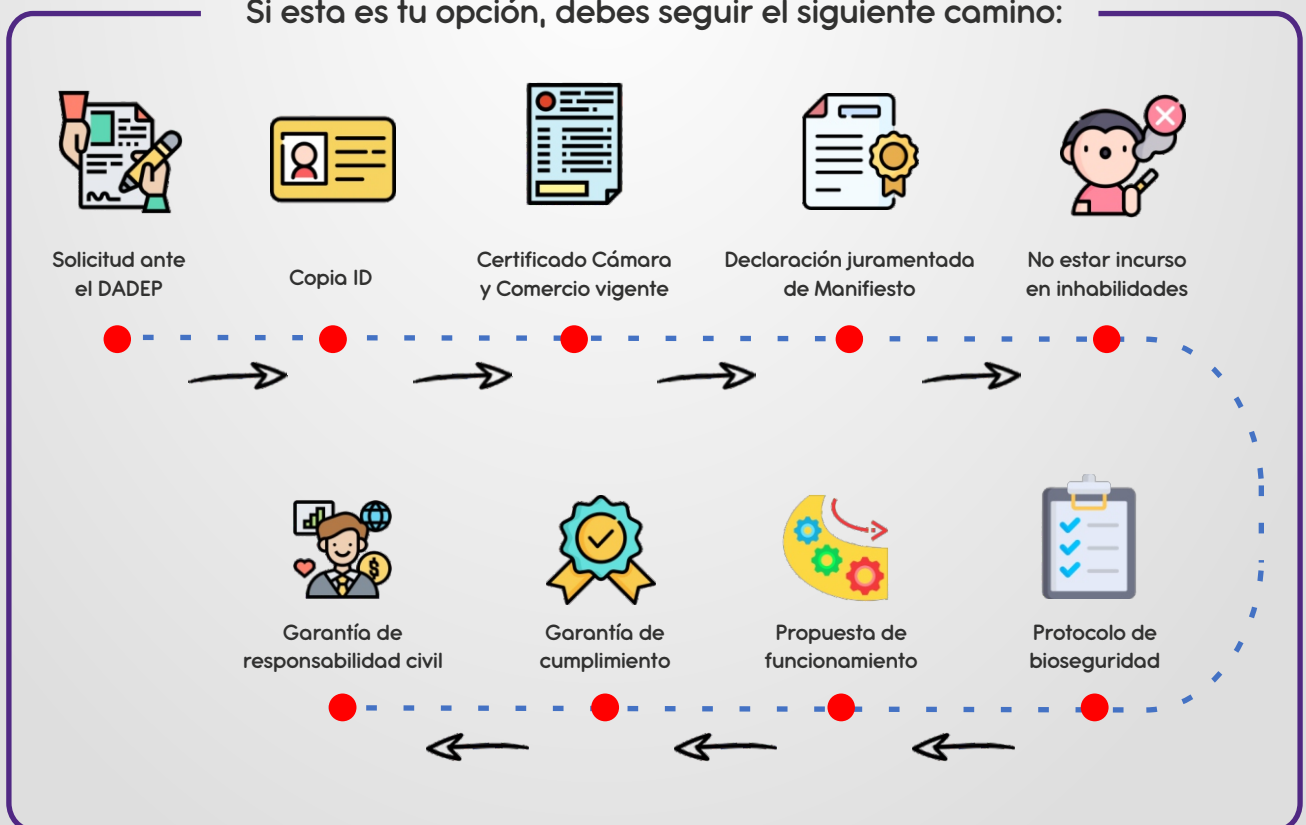 Si esta es tu opción, debes seguir el siguiente camino:
Solicitud ante
el DADEP
Copia ID
Certificado Cámara
y Comercio vigente
Declaración juramentada
de Manifiesto
No estar incurso
en inhabilidades
Garantía de
responsabilidad civil
Garantía de
cumplimiento
Propuesta de
funcionamiento
Protocolo de
bioseguridad